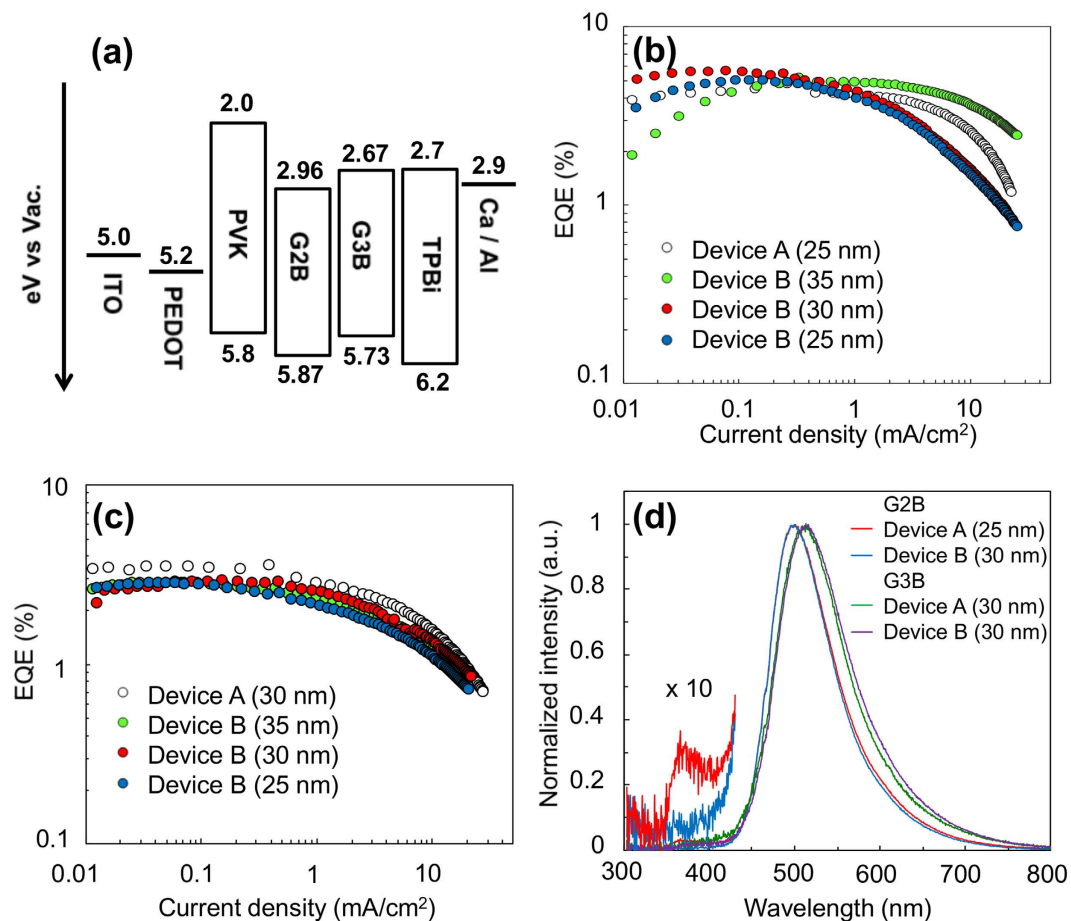 (a)
eV vs Vac.
5.0
ITO
5.2
PEDOT
2.0
PVK
5.8
2.96
G2B
5.87
2.67
G3B
5.73
2.7
TPBi
6.2
2.9
Ca / Al
(b)
EQE (%)
10
1
0.1
Device A (25 nm)
Device B (35 nm)
Device B (30 nm)
Device B (25 nm)
0.01 0.1 1 10
Current density (mA/cm²)
(c)
EQE (%)
10
1
0.1
Device A (30 nm)
Device B (35 nm)
Device B (30 nm)
Device B (25 nm)
0.01 0.1 1 10
Current density (mA/cm²)
(d)
Normalized intensity (a.u.)
1
0.8
0.6
0.4
0.2
0
G2B
Device A (25 nm)
Device B (30 nm)
G3B
Device A (30 nm)
Device B (30 nm)
x 10
300 400 500 600 700 800
Wavelength (nm)